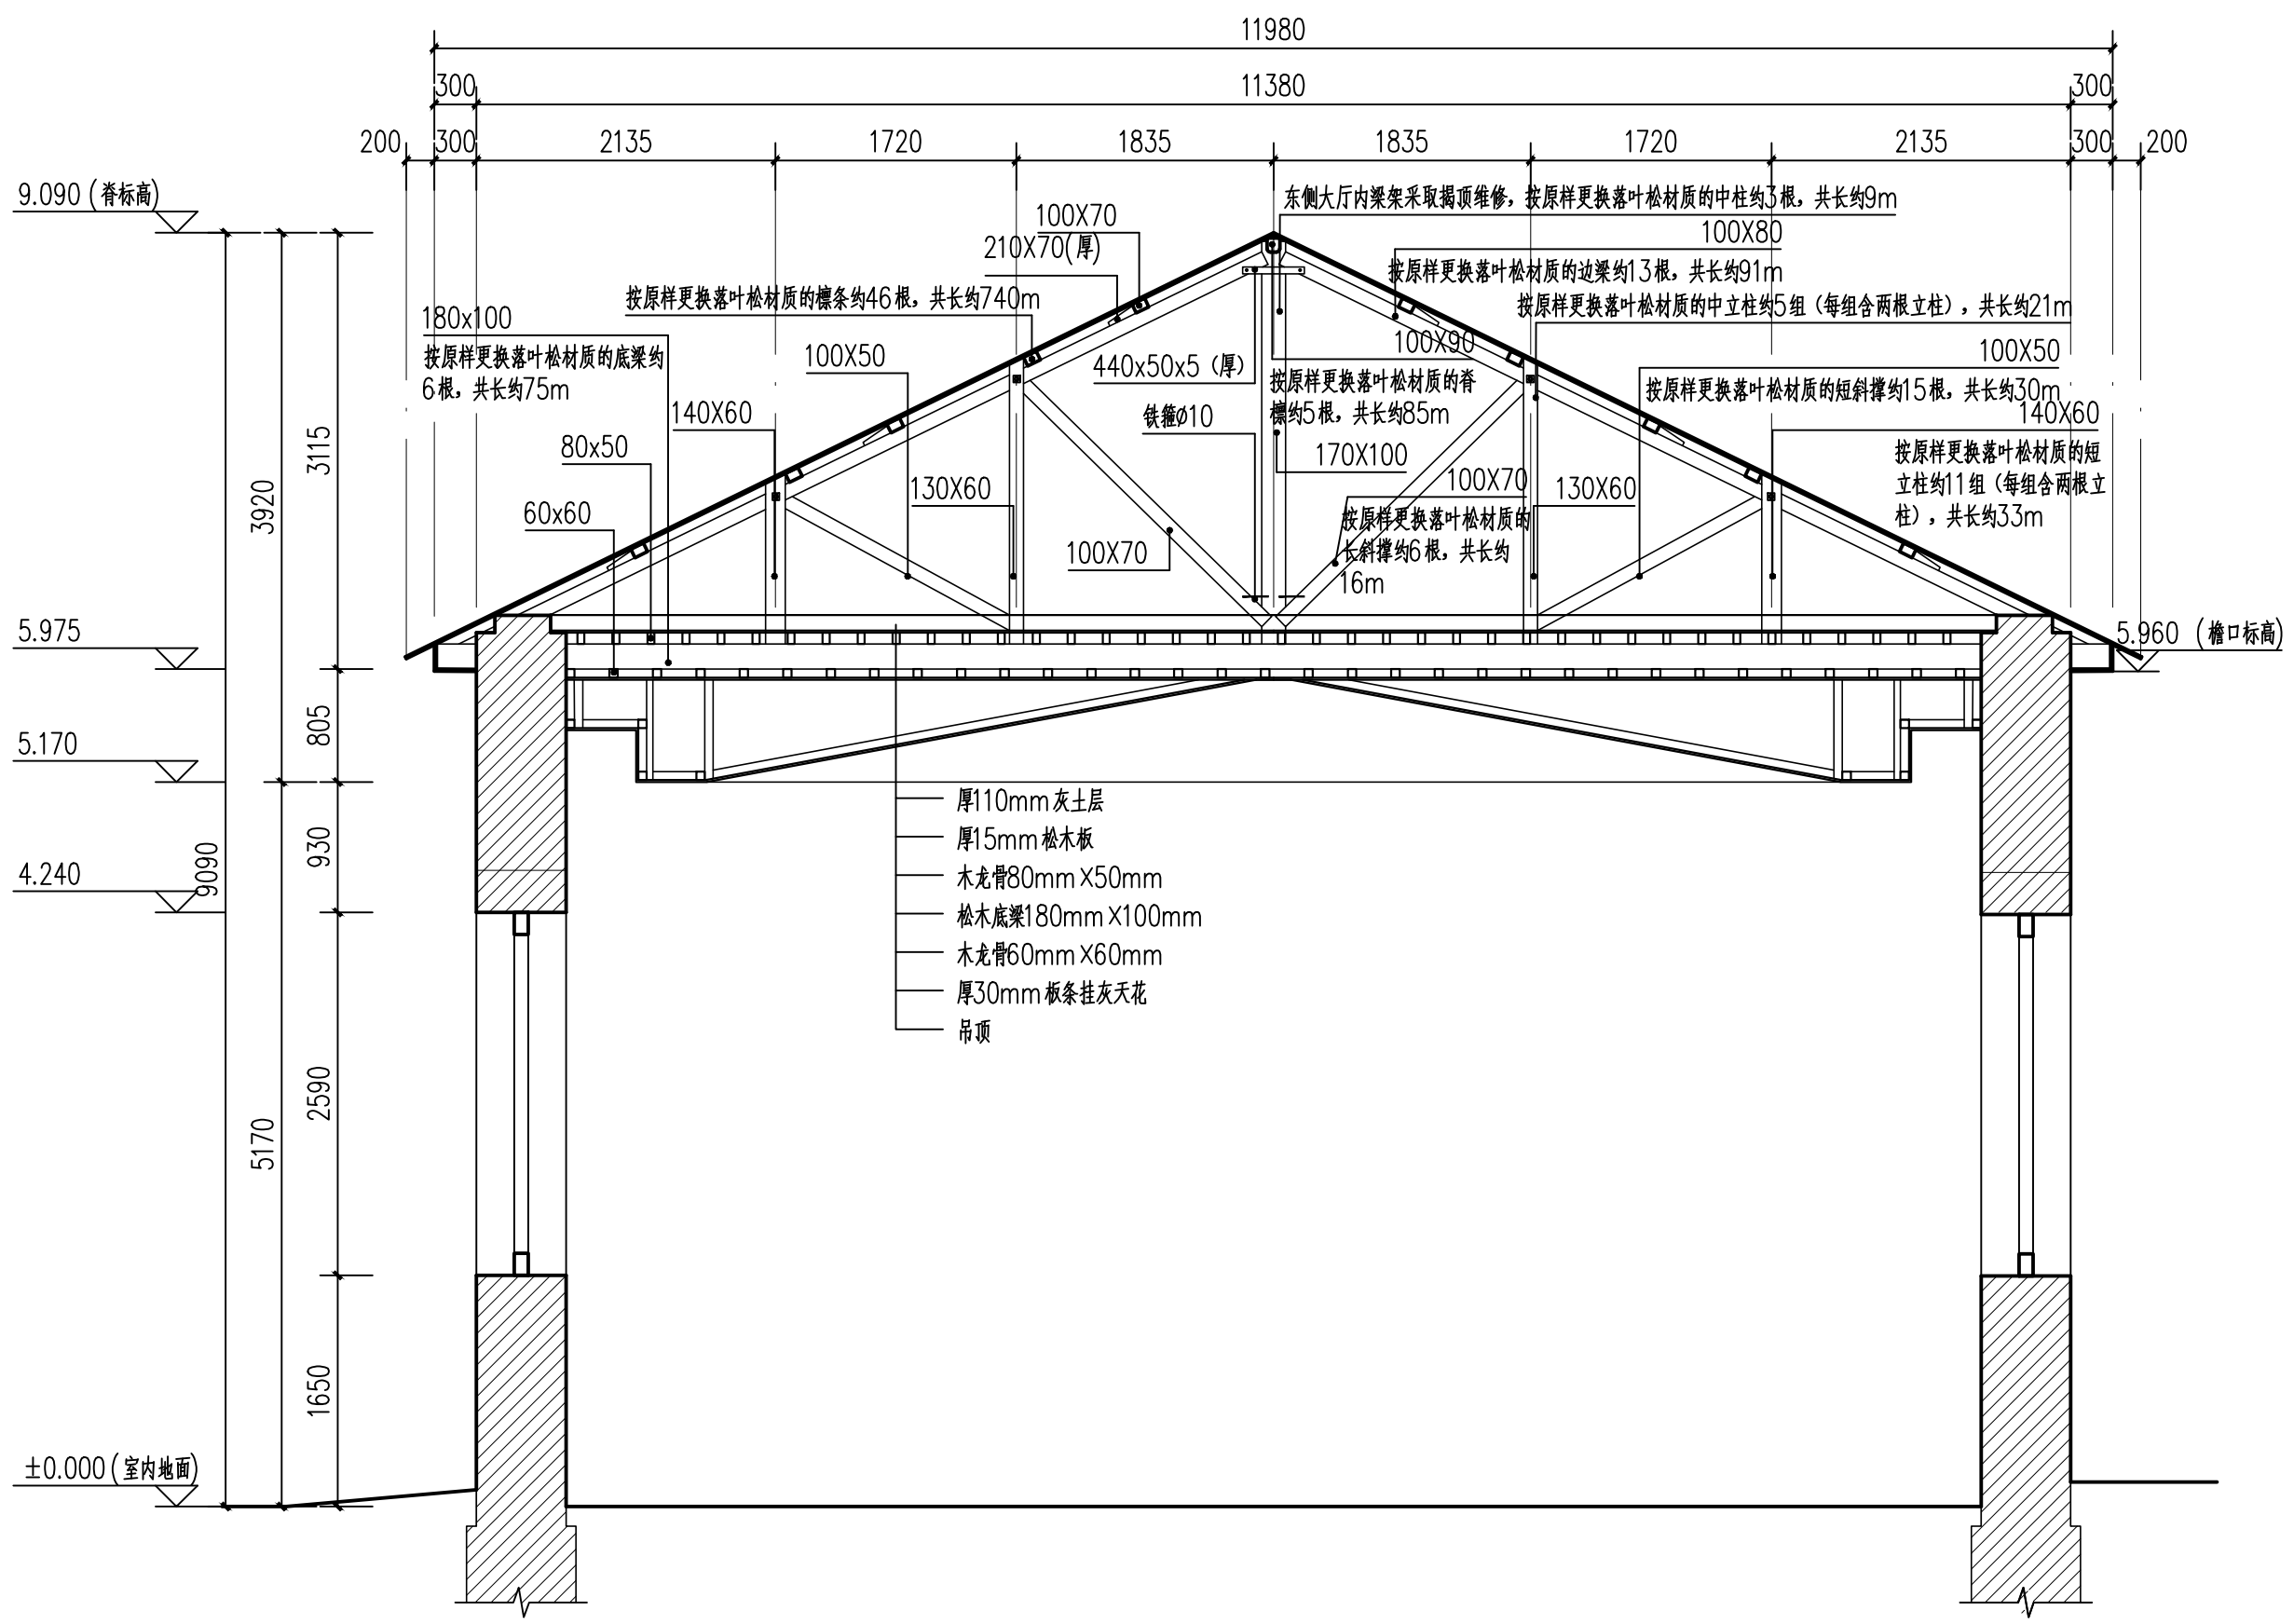 11980
300
11380
300
200
300
2135
1720
1835
1835
1720
2135
300
200
9.090 (脊标高)
东侧大厅内梁架采取揭顶维修，按原样更换落叶松材质的中柱约3根，共长约9m
100X70
100X80
210X70(厚)
按原样更换落叶松材质的边梁约13根，共长约91m
按原样更换落叶松材质的檩条约46根，共长约740m
按原样更换落叶松材质的中立柱约5组（每组含两根立柱），共长约21m
180x100
100X90
100X50
按原样更换落叶松材质的底梁约
6根，共长约75m
100X50
440x50x5（厚）
按原样更换落叶松材质的脊
檩约5根，共长约85m
按原样更换落叶松材质的短斜撑约15根，共长约30m
140X60
铁箍ø10
140X60
80x50
170X100
按原样更换落叶松材质的短
立柱约11组（每组含两根立
柱），共长约33m
3115
3920
130X60
100X70
130X60
60x60
按原样更换落叶松材质的
长斜撑约6根，共长约
16m
100X70
5.975
5.960 （檐口标高）
805
5.170
厚110mm灰土层
厚15mm松木板
木龙骨80mmX50mm
松木底梁180mmX100mm
木龙骨60mmX60mm
厚30mm板条挂灰天花
吊顶
930
4.240
9090
2590
5170
1650
±0.000(室内地面)